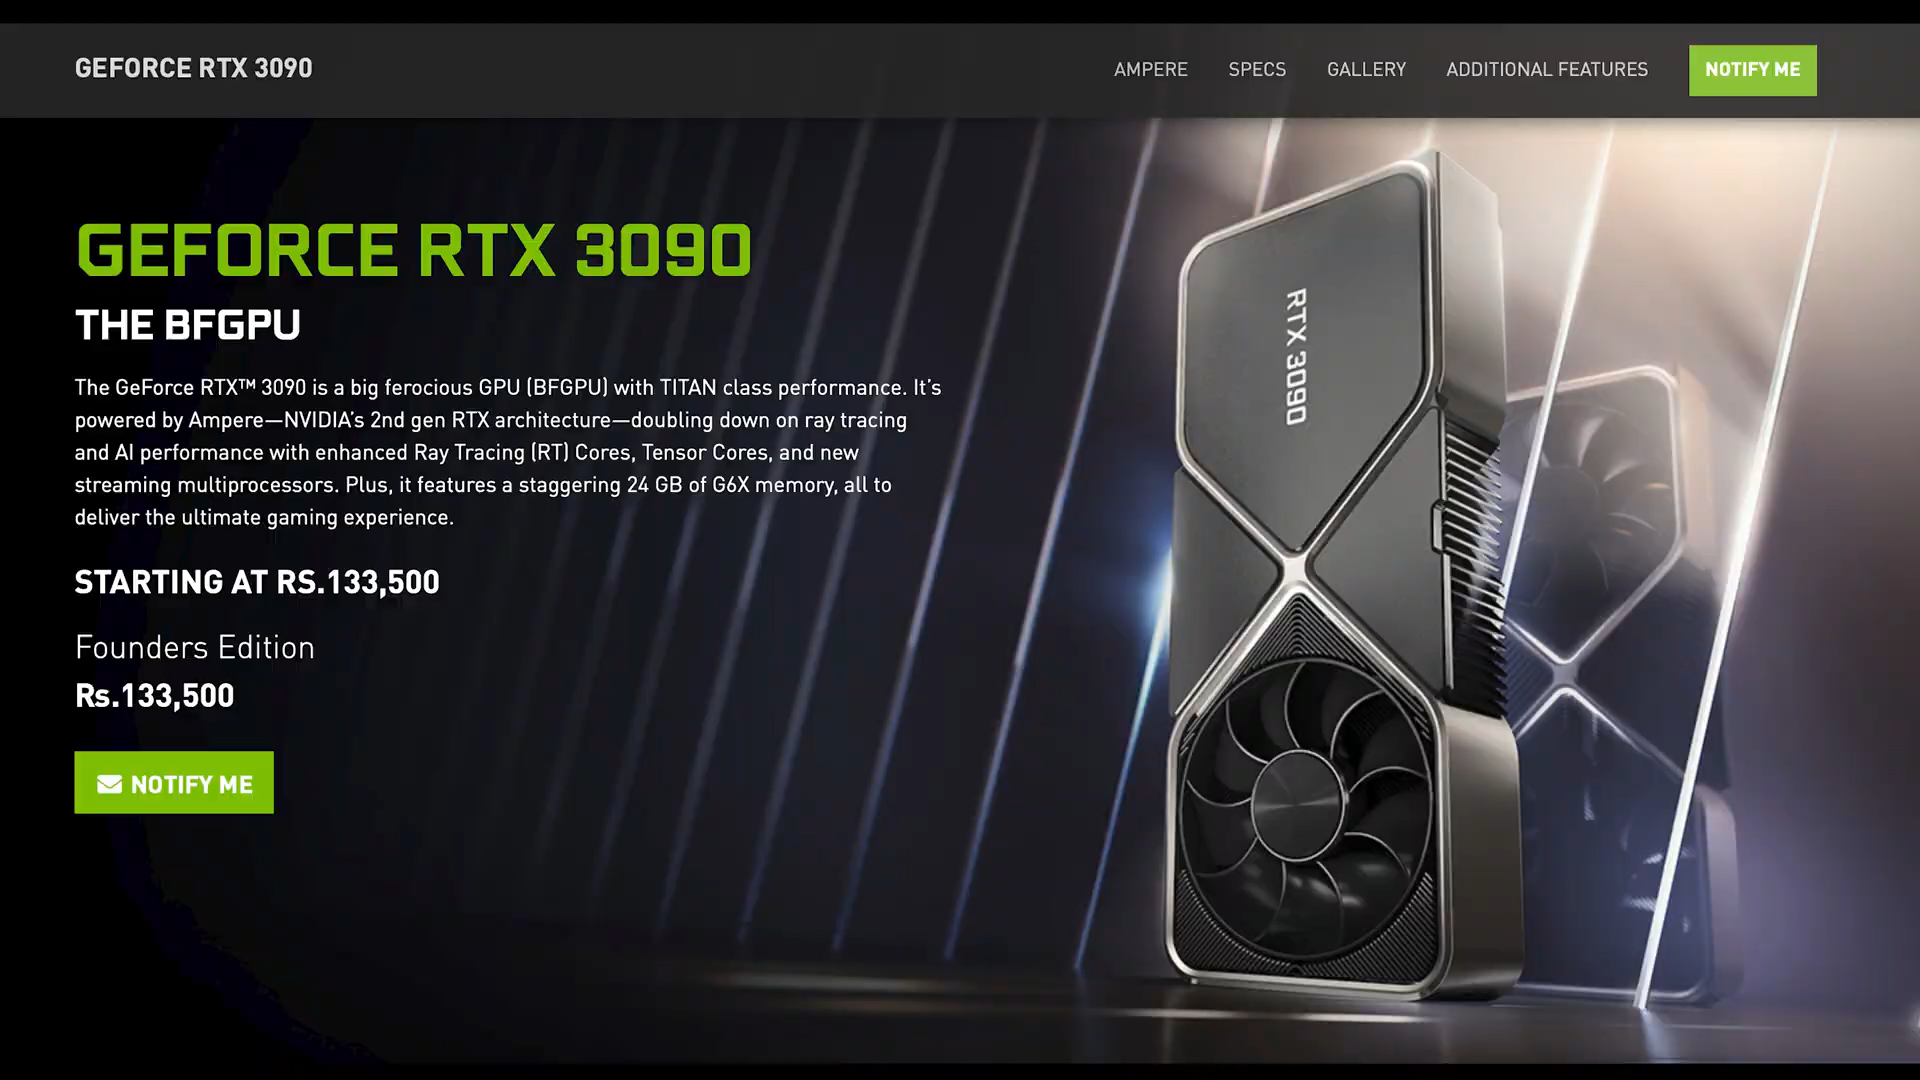 GEFORCE RTX 3090
AMPERE SPECS GALLERY ADDITIONAL FEATURES NOTIFY ME
GEFORCE RTX 3090
THE BFGPU
The GeForce RTX™ 3090 is a big ferocious GPU (BFGPU) with TITAN class performance. It’s
powered by Ampere—NVIDIA’s 2nd gen RTX architecture—doubling down on ray tracing
and AI performance with enhanced Ray Tracing (RT) Cores, Tensor Cores, and new
streaming multiprocessors. Plus, it features a staggering 24 GB of G6X memory, all to
deliver the ultimate gaming experience.
STARTING AT RS.133,500
Founders Edition
Rs.133,500
NOTIFY ME
RTX 3090